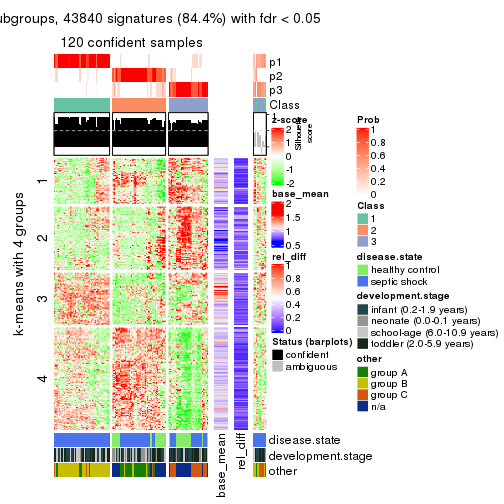 ubgroups, 43840 signatures (84.4%) with fdr < 0.05
120 confident samples
p1
p2
p3
Class
Silhouette
score
1
2
3
4
k-means with 4 groups
z-score
2
1
0
-1
-2
base_mean
2
1.5
1
0.5
rel_diff
1
0.8
0.6
0.4
0.2
0
Status (barplots)
confident
ambiguous
Prob
1
0.8
0.6
0.4
0.2
0
Class
1
2
3
disease.state
healthy control
septic shock
development.stage
infant (0.2-1.9 years)
neonate (0.0-0.1 years)
school-age (6.0-10.9 years)
toddler (2.0-5.9 years)
other
group A
group B
group C
n/a
disease.state
development.stage
other
base_mean
rel_diff